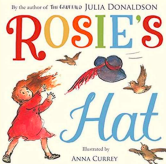 By the author of THE GRUFFALO JULIA DONALDSON
ROSIE'S
Hat
Illustrated by
ANNA CURREY